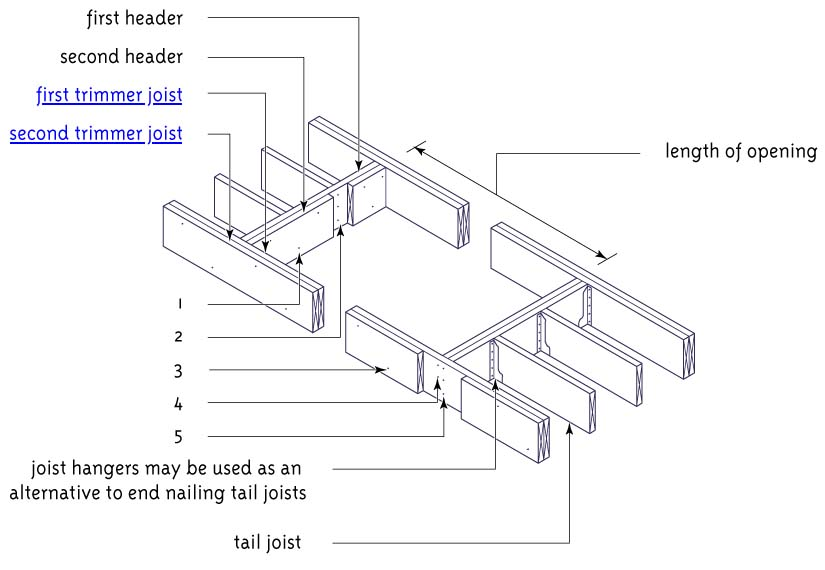 first header
second header
first trimmer joist
second trimmer joist
length of opening
1
2
3
4
5
joist hangers may be used as an
alternative to end nailing tail joists
tail joist